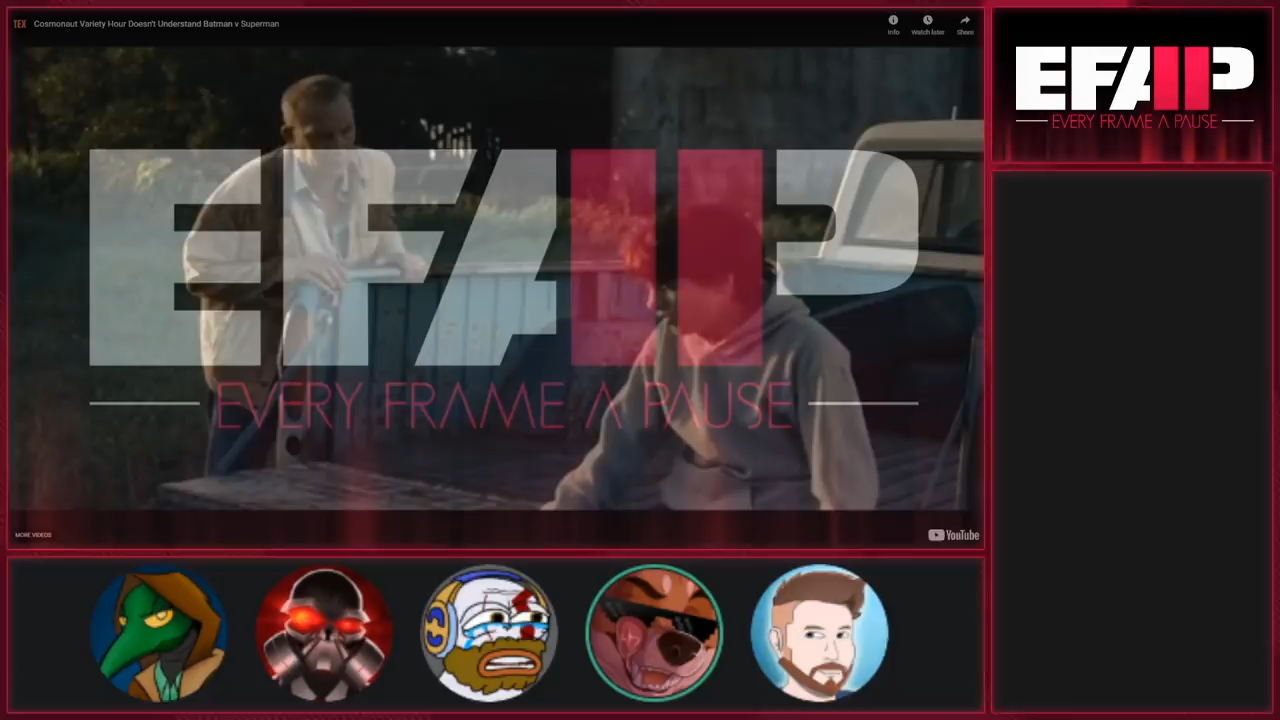 TEX Cosmonaut Variety Hour Doesn't Understand Batman v Superman
Info Watch later Share
EFAP
EVERY FRAME A PAUSE
MORE VIDEOS
YouTube
EFAP
EVERY FRAME A PAUSE